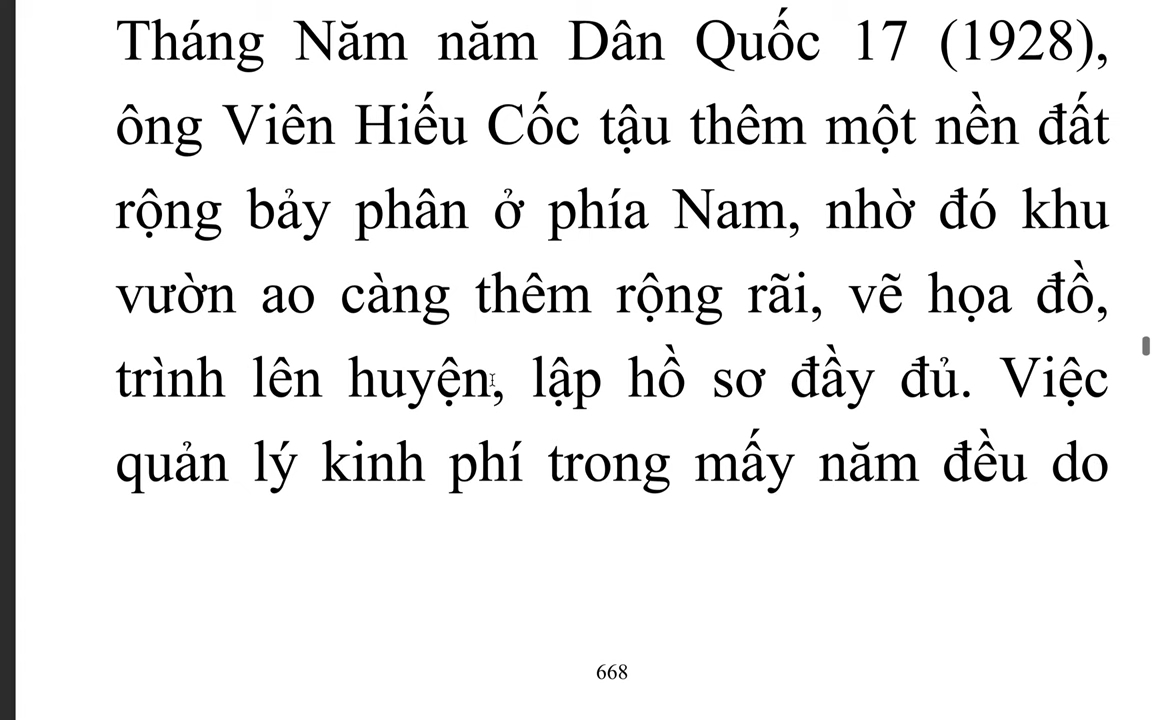 Tháng Năm năm Dân Quốc 17 (1928),
ông Viên Hiếu Cốc tậu thêm một nền đất
rộng bảy phân ở phía Nam, nhờ đó khu
vườn ao càng thêm rộng rãi, vẽ họa đồ,
trình lên huyện, lập hồ sơ đầy đủ. Việc
quản lý kinh phí trong mấy năm đều do
668